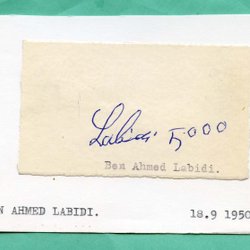 Labidi 5000
Ben Ahmed Labidi.
N AHMED LABIDI.
18.9 1950